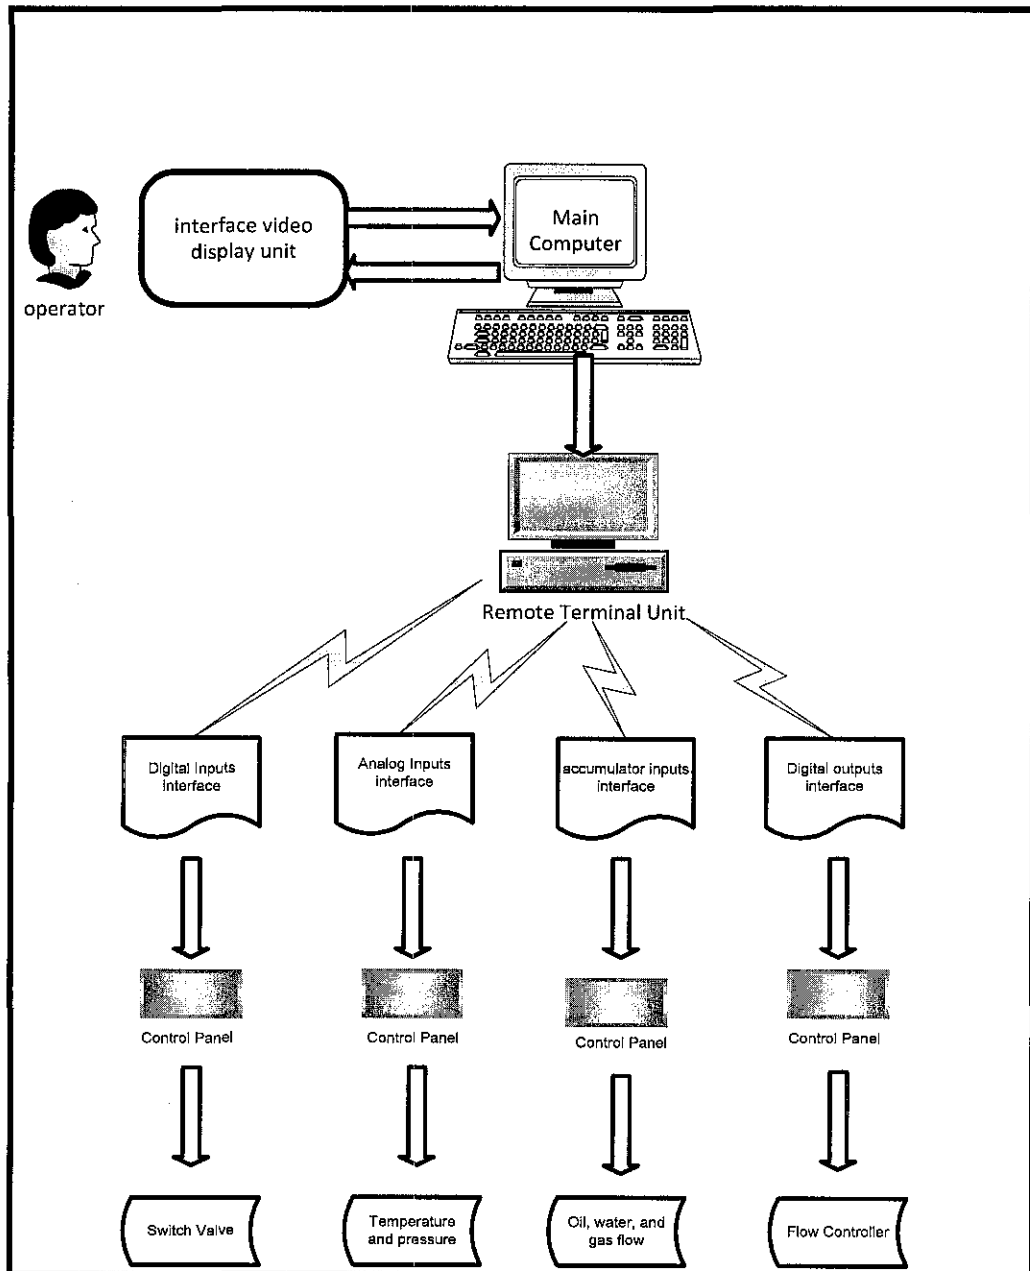 interface video
display unit
Main
Computer
operator
Remote Terminal Unit
Digital Inputs
interface
Analog Inputs
interface
accumulator inputs
interface
Digital outputs
interface
Control Panel
Control Panel
Control Panel
Control Panel
Switch Valve
Temperature
and pressure
Oil, water, and
gas flow
Flow Controller